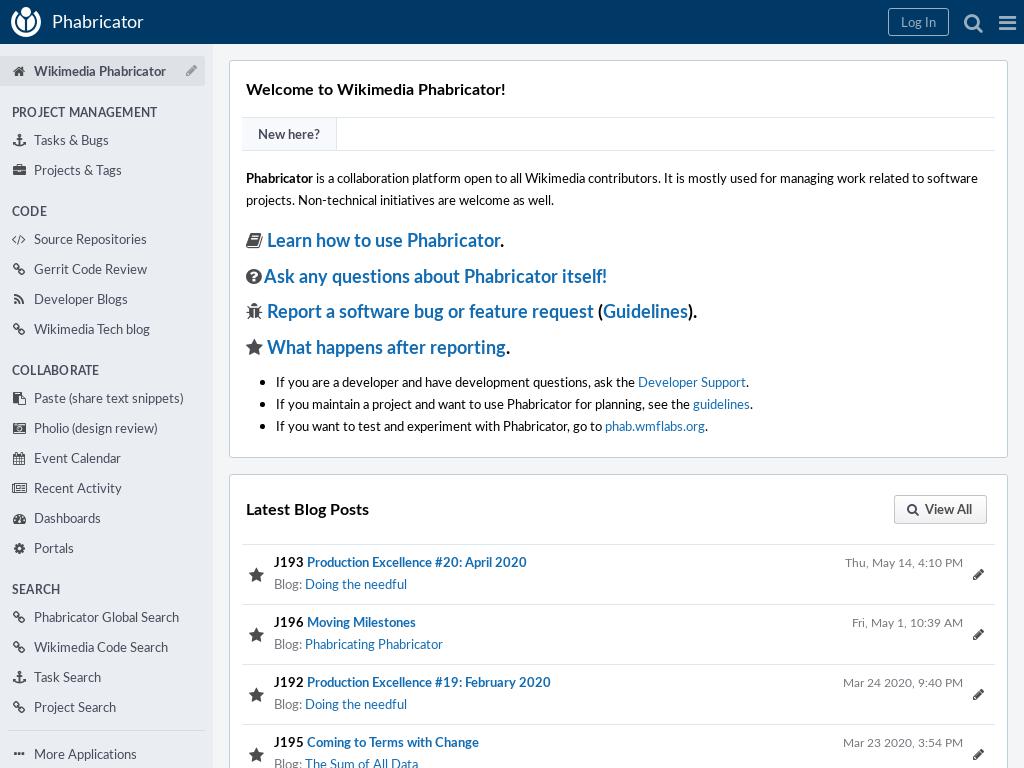 Phabricator
Log In
Wikimedia Phabricator
PROJECT MANAGEMENT
Tasks & Bugs
Projects & Tags
CODE
Source Repositories
Gerrit Code Review
Developer Blogs
Wikimedia Tech blog
COLLABORATE
Paste (share text snippets)
Pholio (design review)
Event Calendar
Recent Activity
Dashboards
Portals
SEARCH
Phabricator Global Search
Wikimedia Code Search
Task Search
Project Search
More Applications
Welcome to Wikimedia Phabricator!
New here?
Phabricator is a collaboration platform open to all Wikimedia contributors. It is mostly used for managing work related to software
projects. Non-technical initiatives are welcome as well.
Learn how to use Phabricator.
Ask any questions about Phabricator itself!
Report a software bug or feature request (Guidelines).
What happens after reporting.
If you are a developer and have development questions, ask the Developer Support.
If you maintain a project and want to use Phabricator for planning, see the guidelines.
If you want to test and experiment with Phabricator, go to phab.wmflabs.org.
Latest Blog Posts
View All
J193 Production Excellence #20: April 2020
Thu, May 14, 4:10 PM
Blog: Doing the needful
J196 Moving Milestones
Fri, May 1, 10:39 AM
Blog: Phabricating Phabricator
J192 Production Excellence #19: February 2020
Mar 24 2020, 9:40 PM
Blog: Doing the needful
J195 Coming to Terms with Change
Mar 23 2020, 3:54 PM
Blog: The Sum of All Data